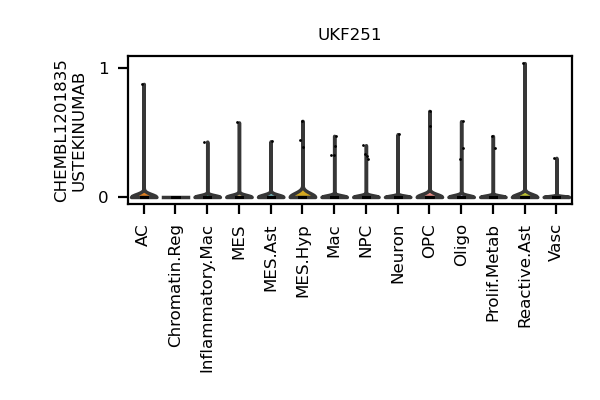 UKF251
CHEMBL1201835
USTEKINUMAB
1
0
AC
Chromatin.Reg
Inflammatory.Mac
MES
MES.Ast
MES.Hyp
Mac
NPC
Neuron
OPC
Oligo
Prolif.Metab
Reactive.Ast
Vasc